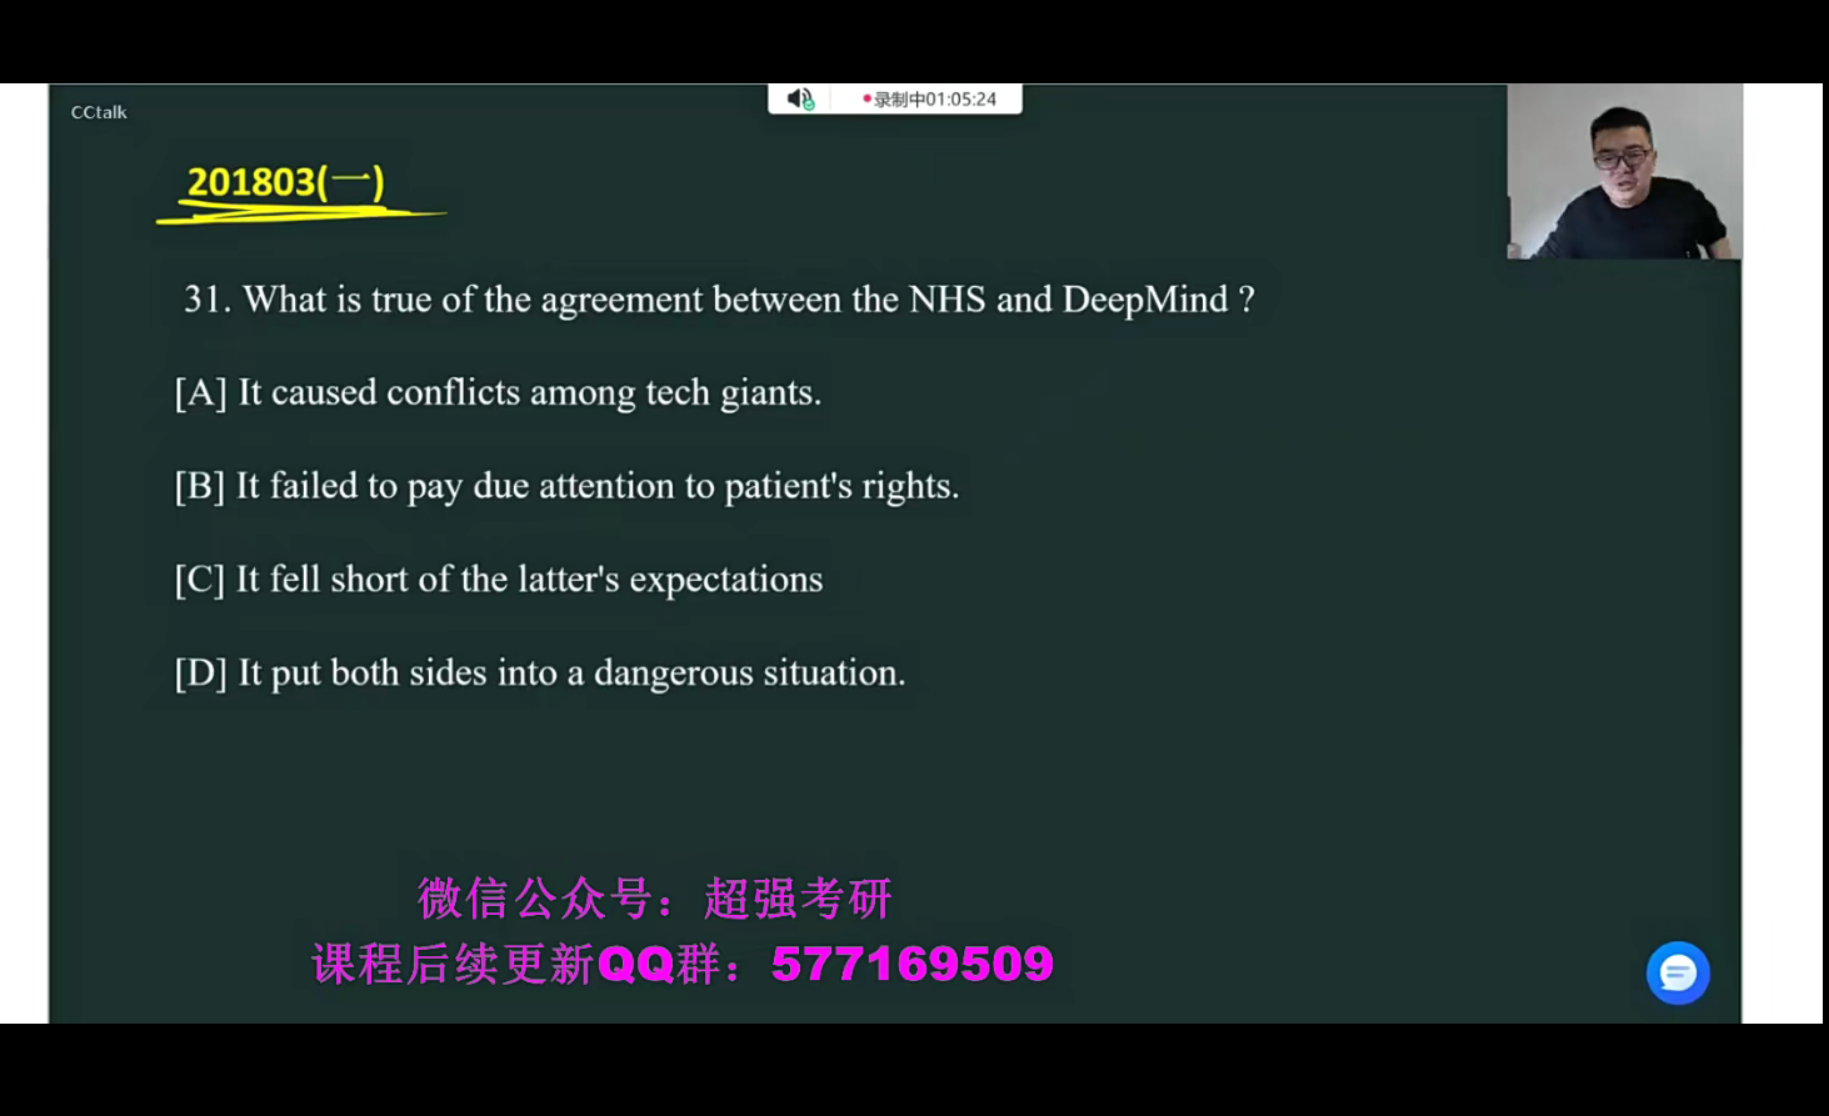 CCtalk
录制中01:05:24
201803(一)
31. What is true of the agreement between the NHS and DeepMind ?
[A] It caused conflicts among tech giants.
[B] It failed to pay due attention to patient's rights.
[C] It fell short of the latter's expectations
[D] It put both sides into a dangerous situation.
微信公众号：超强考研
课程后续更新QQ群：577169509